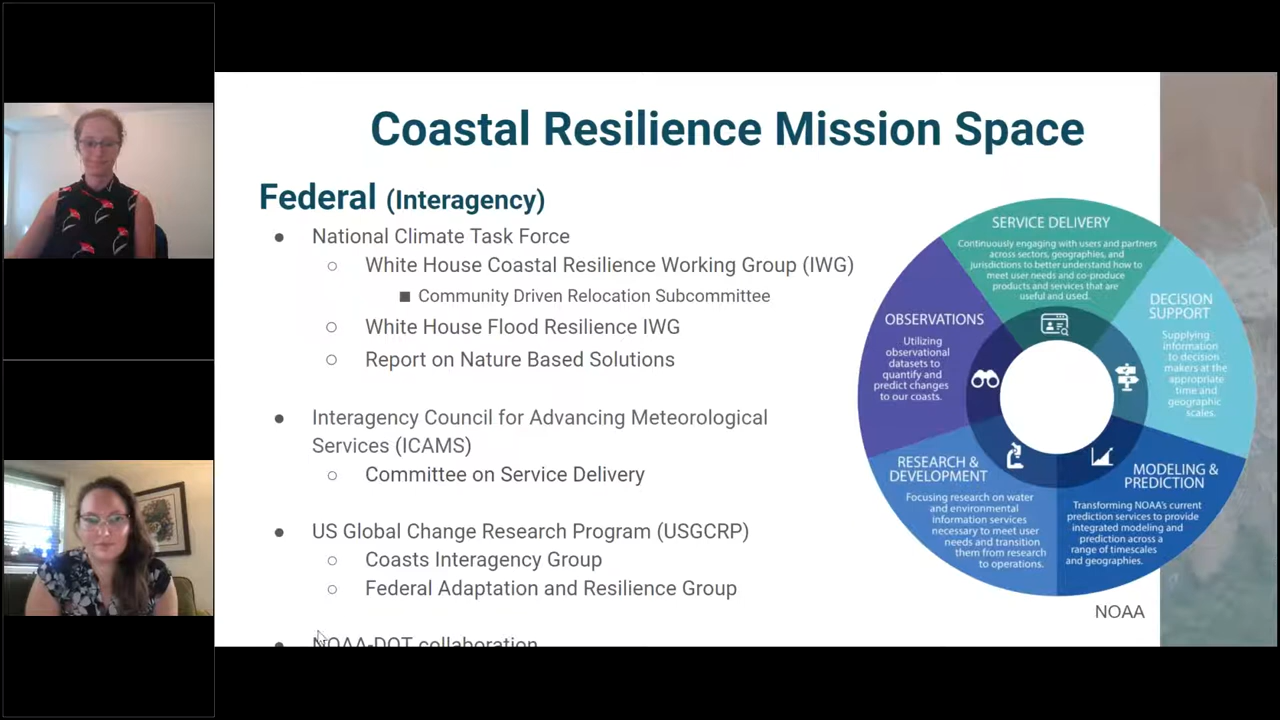 Coastal Resilience Mission Space
Federal (Interagency)
● National Climate Task Force
○ White House Coastal Resilience Working Group (IWG)
■ Community Driven Relocation Subcommittee
○ White House Flood Resilience IWG
○ Report on Nature Based Solutions
● Interagency Council for Advancing Meteorological
Services (ICAMS)
○ Committee on Service Delivery
● US Global Change Research Program (USGCRP)
○ Coasts Interagency Group
○ Federal Adaptation and Resilience Group
● NOAA-DOT collaboration
SERVICE DELIVERY
Continuously engaging with users and partners
across sectors, geographies, and
jurisdictions to better understand how to
meet user needs and co-produce
products and services that are
useful and used.
DECISION
SUPPORT
Supplying
information
to decision
makers at the
appropriate
time and
geographic
scales.
MODELING &
PREDICTION
Transforming NOAA's current
prediction services to provide
integrated modeling and
prediction across a
range of timescales
and geographies.
RESEARCH &
DEVELOPMENT
Focusing research on water
and environmental
information services
necessary to meet user
needs and transition
them from research
to operations.
OBSERVATIONS
Utilizing
observational
datasets to
quantify and
predict changes
to our coasts.
NOAA